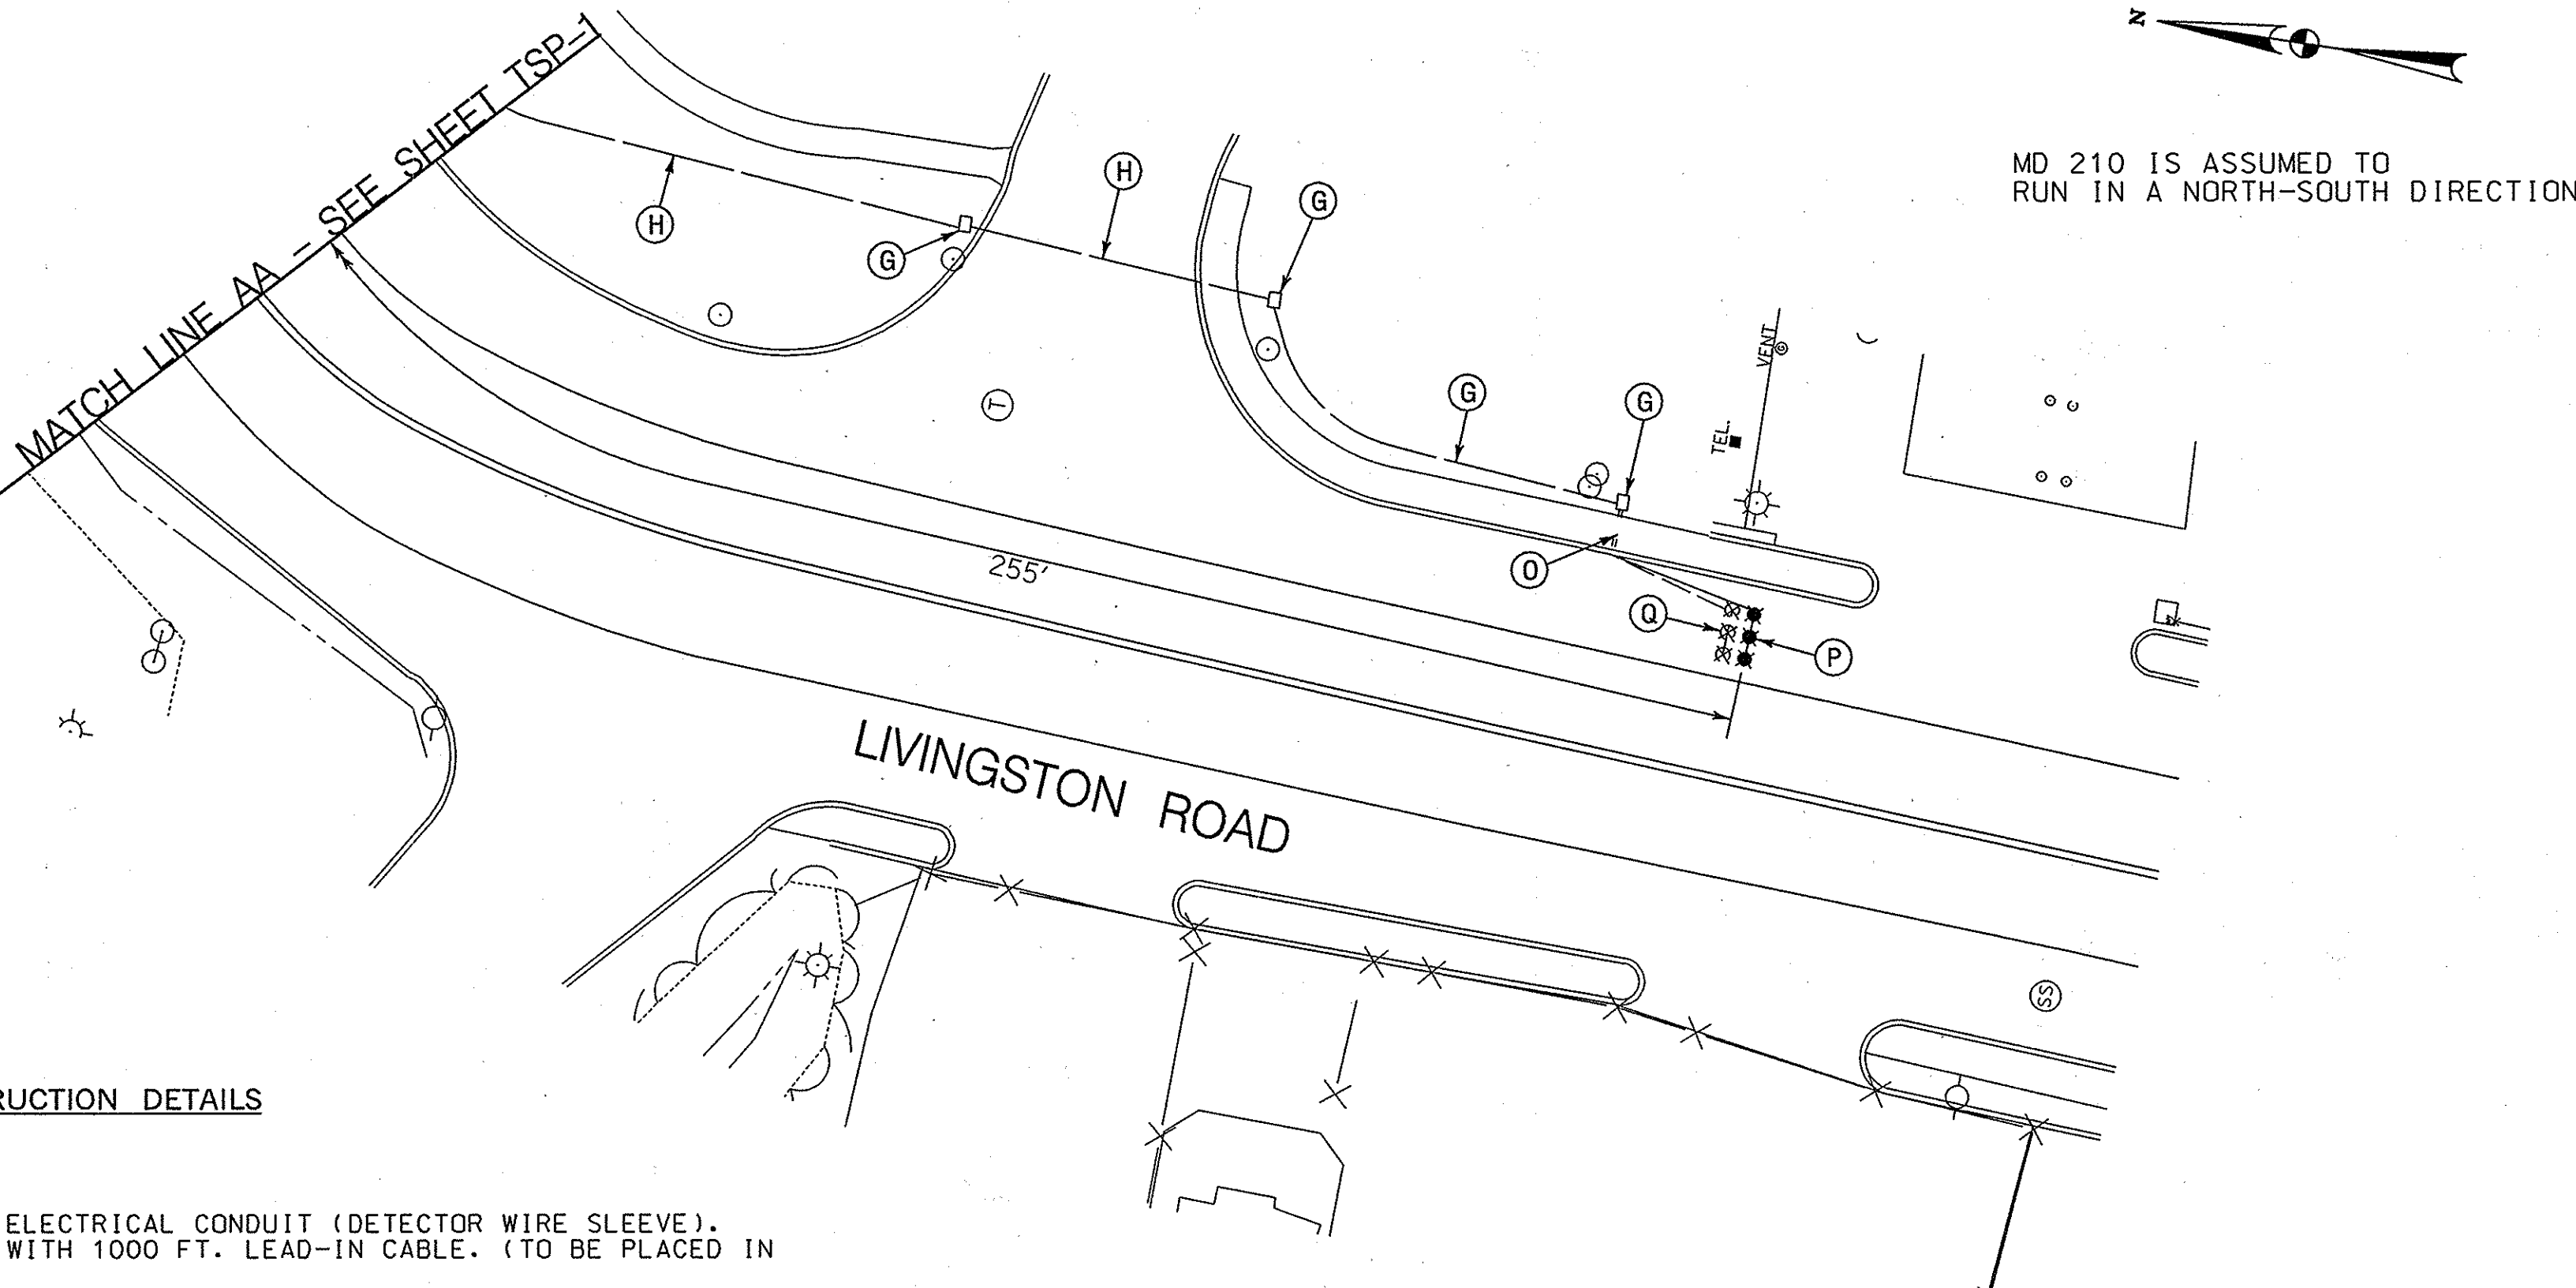 N
MD 210 IS ASSUMED TO
RUN IN A NORTH-SOUTH DIRECTION
MATCH LINE AA - SEE SHEET TSP-1
H
H
G
G
G
G
T
VENT
G
TEL.
O
Q
P
255'
LIVINGSTON ROAD
SS
RUCTION DETAILS
ELECTRICAL CONDUIT (DETECTOR WIRE SLEEVE).
WITH 1000 FT. LEAD-IN CABLE. (TO BE PLACED IN